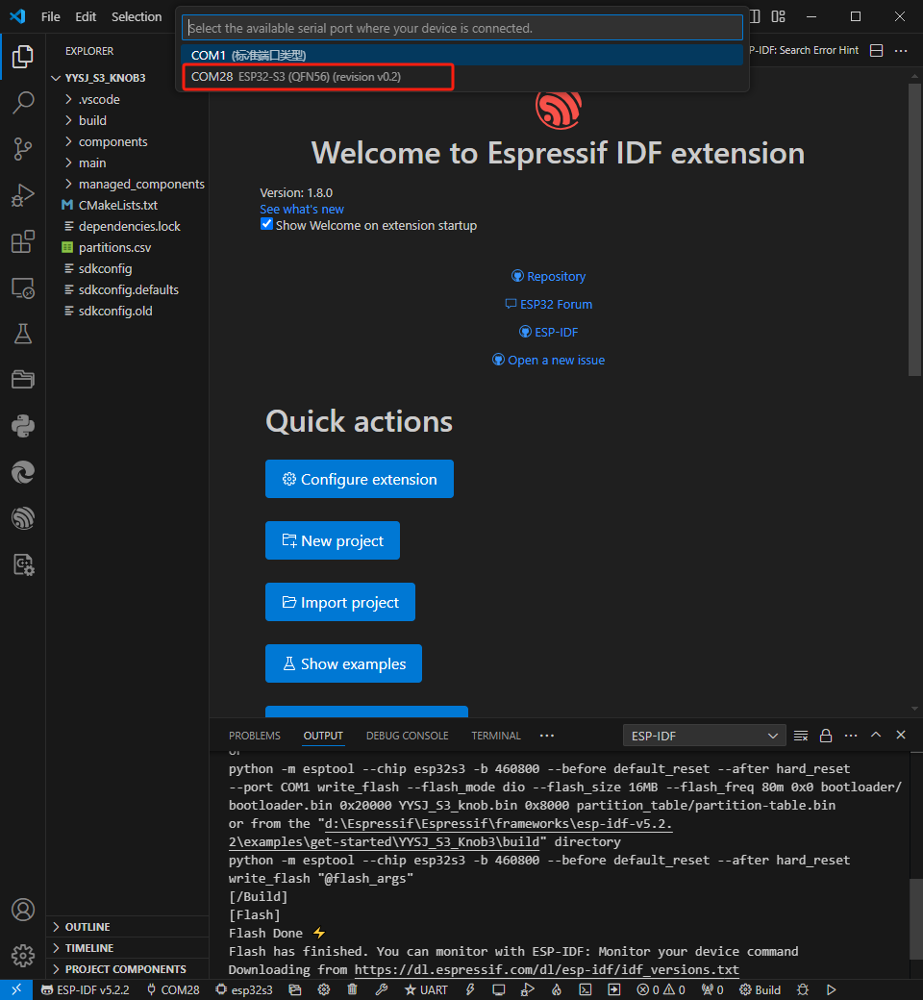 File Edit Selection
Select the available serial port where your device is connected.
COM1 (标准端口类型)
COM28 ESP32-S3 (QFN56) (revision v0.2)
P-IDF: Search Error Hint
EXPLORER
YYSJ_S3_KNOB3
.vscode
build
components
main
managed_components
CMakeLists.txt
dependencies.lock
partitions.csv
sdkconfig
sdkconfig.defaults
sdkconfig.old
Welcome to Espressif IDF extension
Version: 1.8.0
See what's new
Show Welcome on extension startup
Repository
ESP32 Forum
ESP-IDF
Open a new issue
Quick actions
Configure extension
New project
Import project
Show examples
PROBLEMS OUTPUT DEBUG CONSOLE TERMINAL ESP-IDF
or
python -m esptool --chip esp32s3 -b 460800 --before default_reset --after hard_reset
--port COM1 write_flash --flash_mode dio --flash_size 16MB --flash_freq 80m 0x0 bootloader/
bootloader.bin 0x20000 YYSJ_S3_knob.bin 0x8000 partition_table/partition-table.bin
or from the "d:\Espressif\Espressif\frameworks\esp-idf-v5.2.
2\examples\get-started\YYSJ_S3_Knob3\build" directory
python -m esptool --chip esp32s3 -b 460800 --before default_reset --after hard_reset
write_flash "@flash_args"
[/Build]
[Flash]
Flash Done ⚡
Flash has finished. You can monitor with ESP-IDF: Monitor your device command
Downloading from https://dl.espressif.com/dl/esp-idf/idf_versions.txt
OUTLINE
TIMELINE
PROJECT COMPONENTS
ESP-IDF v5.2.2 COM28 esp32s3 UART 0 0 0 Build